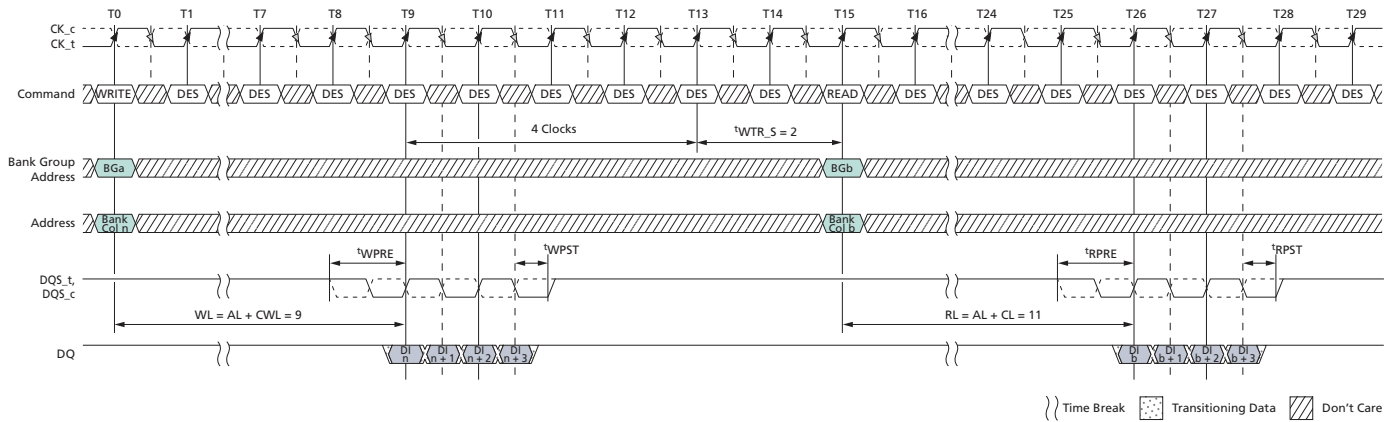 T0 T1 T7 T8 T9 T10 T11 T12 T13 T14 T15 T16 T24 T25 T26 T27 T28 T29
CK_c
CK_t
Command WRITE DES DES DES DES DES DES DES DES DES READ DES DES DES DES DES DES DES
4 Clocks tWTR_S = 2
Bank Group
Address
BGa BGb
Address
Bank
Col n
Bank
Col b
tWPRE tWPST tRPRE tRPST
DQS_t,
DQS_c
WL = AL + CWL = 9 RL = AL + CL = 11
DQ
DI
n
DI
n + 1
DI
n + 2
DI
n + 3
DI
b
DI
b + 1
DI
b + 2
DI
b + 3
Time Break Transitioning Data Don't Care